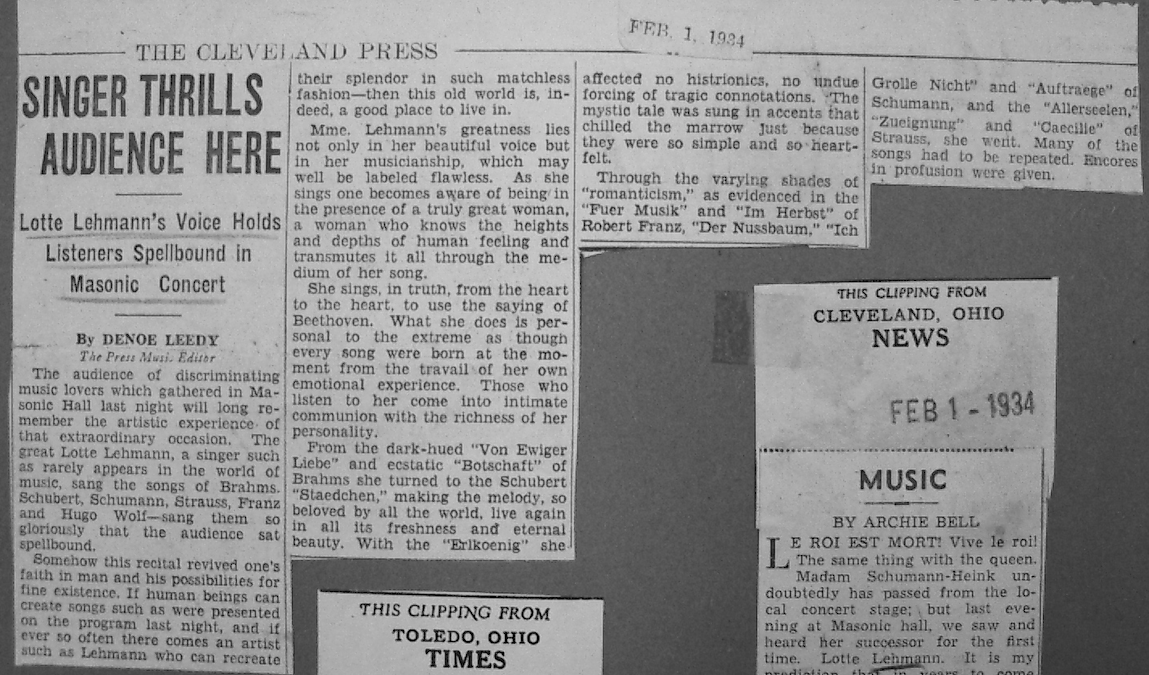 THE CLEVELAND PRESS
FEB. 1, 1934
SINGER THRILLS
AUDIENCE HERE
Lotte Lehmann's Voice Holds
Listeners Spellbound in
Masonic Concert
By DENOE LEEDY
The Press Music Editor
The audience of discriminating
music lovers which gathered in Ma-
sonic Hall last night will long re-
member the artistic experience of
that extraordinary occasion. The
great Lotte Lehmann, a singer such
as rarely appears in the world of
music, sang the songs of Brahms.
Schubert, Schumann, Strauss, Franz
and Hugo Wolf—sang them so
gloriously that the audience sat
spellbound.
Somehow this recital revived one's
faith in man and his possibilities for
fine existence. If human beings can
create songs such as were presented
on the program last night, and if
ever so often there comes an artist
such as Lehmann who can recreate
their splendor in such matchless
fashion—then this old world is, in-
deed, a good place to live in.
Mme. Lehmann's greatness lies
not only in her beautiful voice but
in her musicianship, which may
well be labeled flawless. As she
sings one becomes aware of being in
the presence of a truly great woman,
a woman who knows the heights
and depths of human feeling and
transmutes it all through the me-
dium of her song.
She sings, in truth, from the heart
to the heart, to use the saying of
Beethoven. What she does is per-
sonal to the extreme as though
every song were born at the mo-
ment from the travail of her own
emotional experience. Those who
listen to her come into intimate
communion with the richness of her
personality.
From the dark-hued "Von Ewiger
Liebe" and ecstatic "Botschaft" of
Brahms she turned to the Schubert
"Staedchen," making the melody, so
beloved by all the world, live again
in all its freshness and eternal
beauty. With the "Erlkoenig" she
affected no histrionics, no undue
forcing of tragic connotations. The
mystic tale was sung in accents that
chilled the marrow just because
they were so simple and so heart-
felt.
Through the varying shades of
"romanticism," as evidenced in the
"Fuer Musik" and "Im Herbst" of
Robert Franz, "Der Nussbaum," "Ich
Grolle Nicht" and "Auftraege" of
Schumann, and the "Allerseelen,"
"Zueignung" and "Caecilie" of
Strauss, she went. Many of the
songs had to be repeated. Encores
in profusion were given.
THIS CLIPPING FROM
TOLEDO, OHIO
TIMES
THIS CLIPPING FROM
CLEVELAND, OHIO
NEWS
FEB 1 - 1934
MUSIC
BY ARCHIE BELL
LE ROI EST MORT! Vive le roi!
The same thing with the queen.
Madam Schumann-Heink un-
doubtedly has passed from the lo-
cal concert stage; but last eve-
ning at Masonic hall, we saw and
heard her successor for the first
time. Lotte Lehmann. It is my
prediction that in years to come